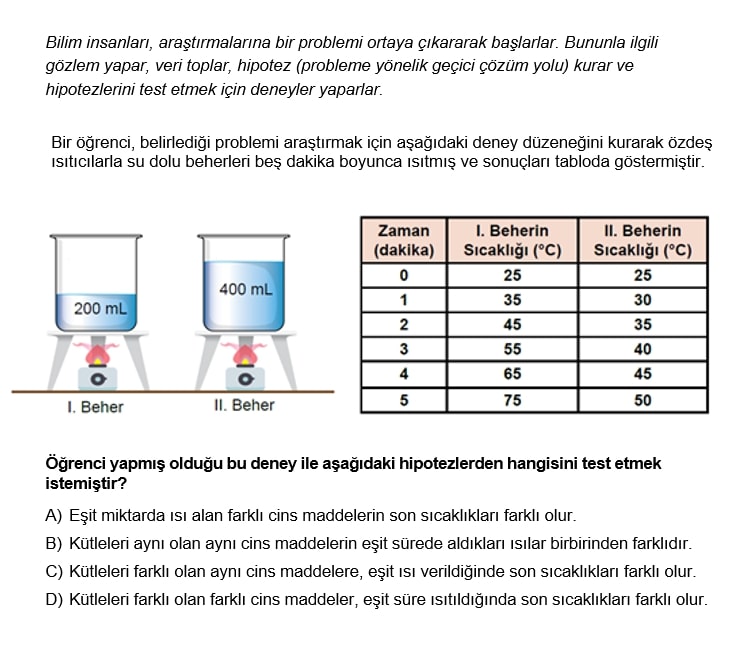 Bilim insanları, araştırmalarına bir problemi ortaya çıkararak başlarlar. Bununla ilgili
gözlem yapar, veri toplar, hipotez (probleme yönelik geçici çözüm yolu) kurar ve
hipotezlerini test etmek için deneyler yaparlar.
Bir öğrenci, belirlediği problemi araştırmak için aşağıdaki deney düzeneğini kurarak özdeş
ısıtıcılarla su dolu beherleri beş dakika boyunca ısıtmış ve sonuçları tabloda göstermiştir.
200 mL
400 mL
I. Beher
II. Beher
Zaman (dakika) I. Beherin Sıcaklığı (°C) II. Beherin Sıcaklığı (°C)
0 25 25
1 35 30
2 45 35
3 55 40
4 65 45
5 75 50
Öğrenci yapmış olduğu bu deney ile aşağıdaki hipotezlerden hangisini test etmek
istemiştir?
A) Eşit miktarda ısı alan farklı cins maddelerin son sıcaklıkları farklı olur.
B) Kütleleri aynı olan aynı cins maddelerin eşit sürede aldıkları ısılar birbirinden farklıdır.
C) Kütleleri farklı olan aynı cins maddelere, eşit ısı verildiğinde son sıcaklıkları farklı olur.
D) Kütleleri farklı olan farklı cins maddeler, eşit süre ısıtıldığında son sıcaklıkları farklı olur.